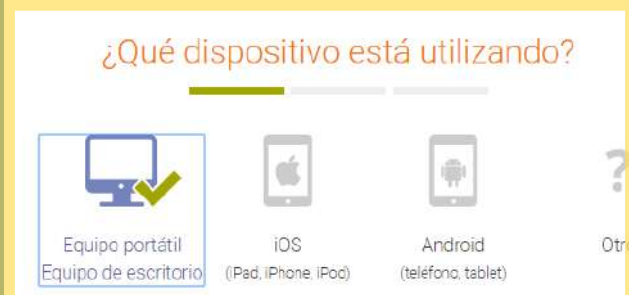 ¿Qué dispositivo está utilizando?
Equipo portátil
Equipo de escritorio
iOS
(iPad, iPhone, iPod)
Android
(teléfono, tablet)
?